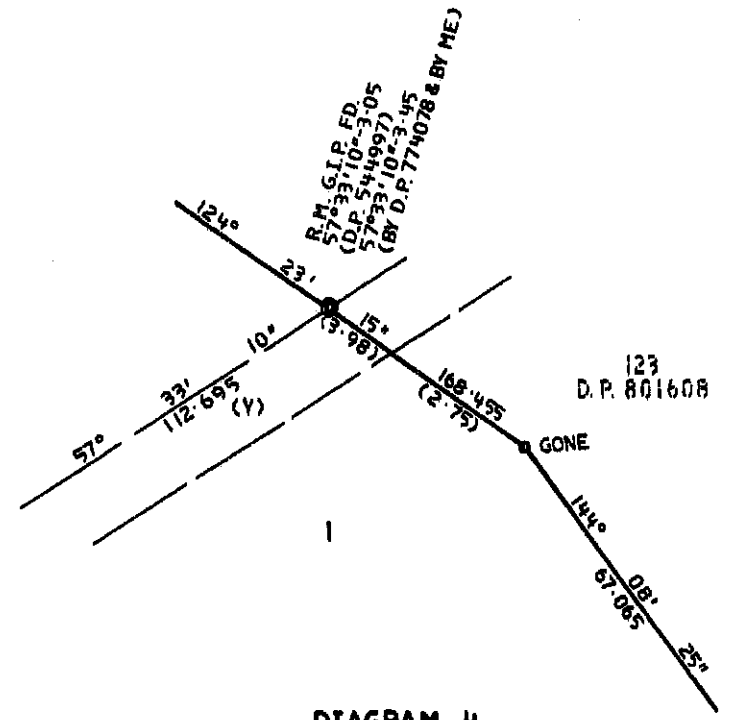 R.M. G.I.P. FD.
57°33'10"-3·05
(D.P. 544997)
57°33'10"-3·45
(BY D.P. 774078 & BY ME)
124° 23' 15"
(3·98)
168·455
(2·75)
57° 33' 10"
112·695
(Y)
123
D.P. 801608
GONE
1
144° 08' 25"
67·065